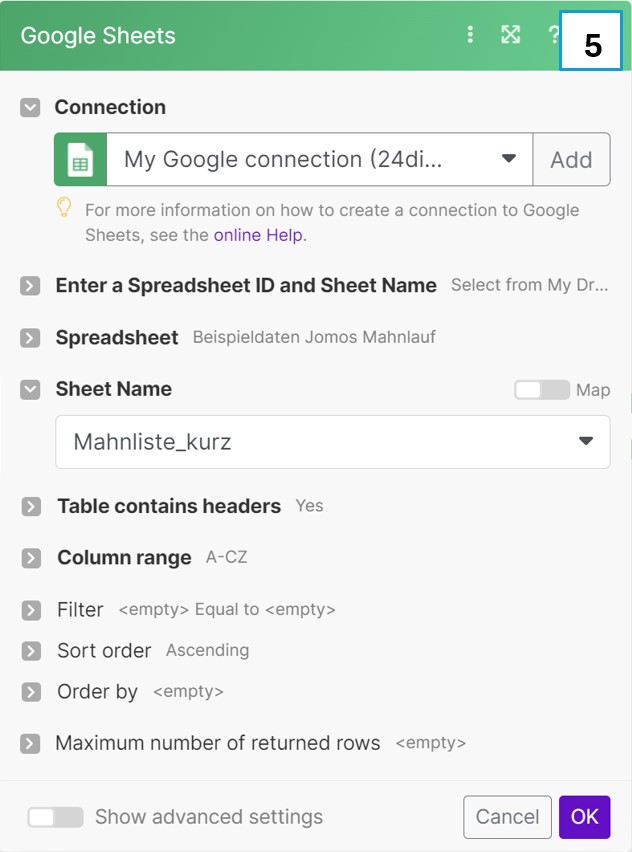 Google Sheets ?
5
Connection
My Google connection (24di...
Add
For more information on how to create a connection to Google
Sheets, see the online Help.
Enter a Spreadsheet ID and Sheet Name Select from My Dr...
Spreadsheet Beispieldaten Jomos Mahnlauf
Sheet Name Map
Mahnliste_kurz
Table contains headers Yes
Column range A-CZ
Filter <empty> Equal to <empty>
Sort order Ascending
Order by <empty>
Maximum number of returned rows <empty>
Show advanced settings Cancel OK